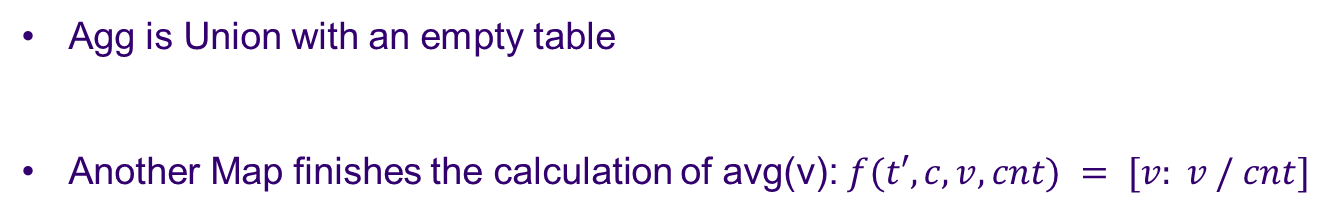 • Agg is Union with an empty table
• Another Map finishes the calculation of avg(v): f(t′, c, v, cnt) = [v: v / cnt]